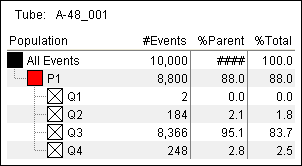 Tube: A-48_001
Population #Events %Parent %Total
All Events 10,000 #### 100.0
P1 8,800 88.0 88.0
Q1 2 0.0 0.0
Q2 184 2.1 1.8
Q3 8,366 95.1 83.7
Q4 248 2.8 2.5